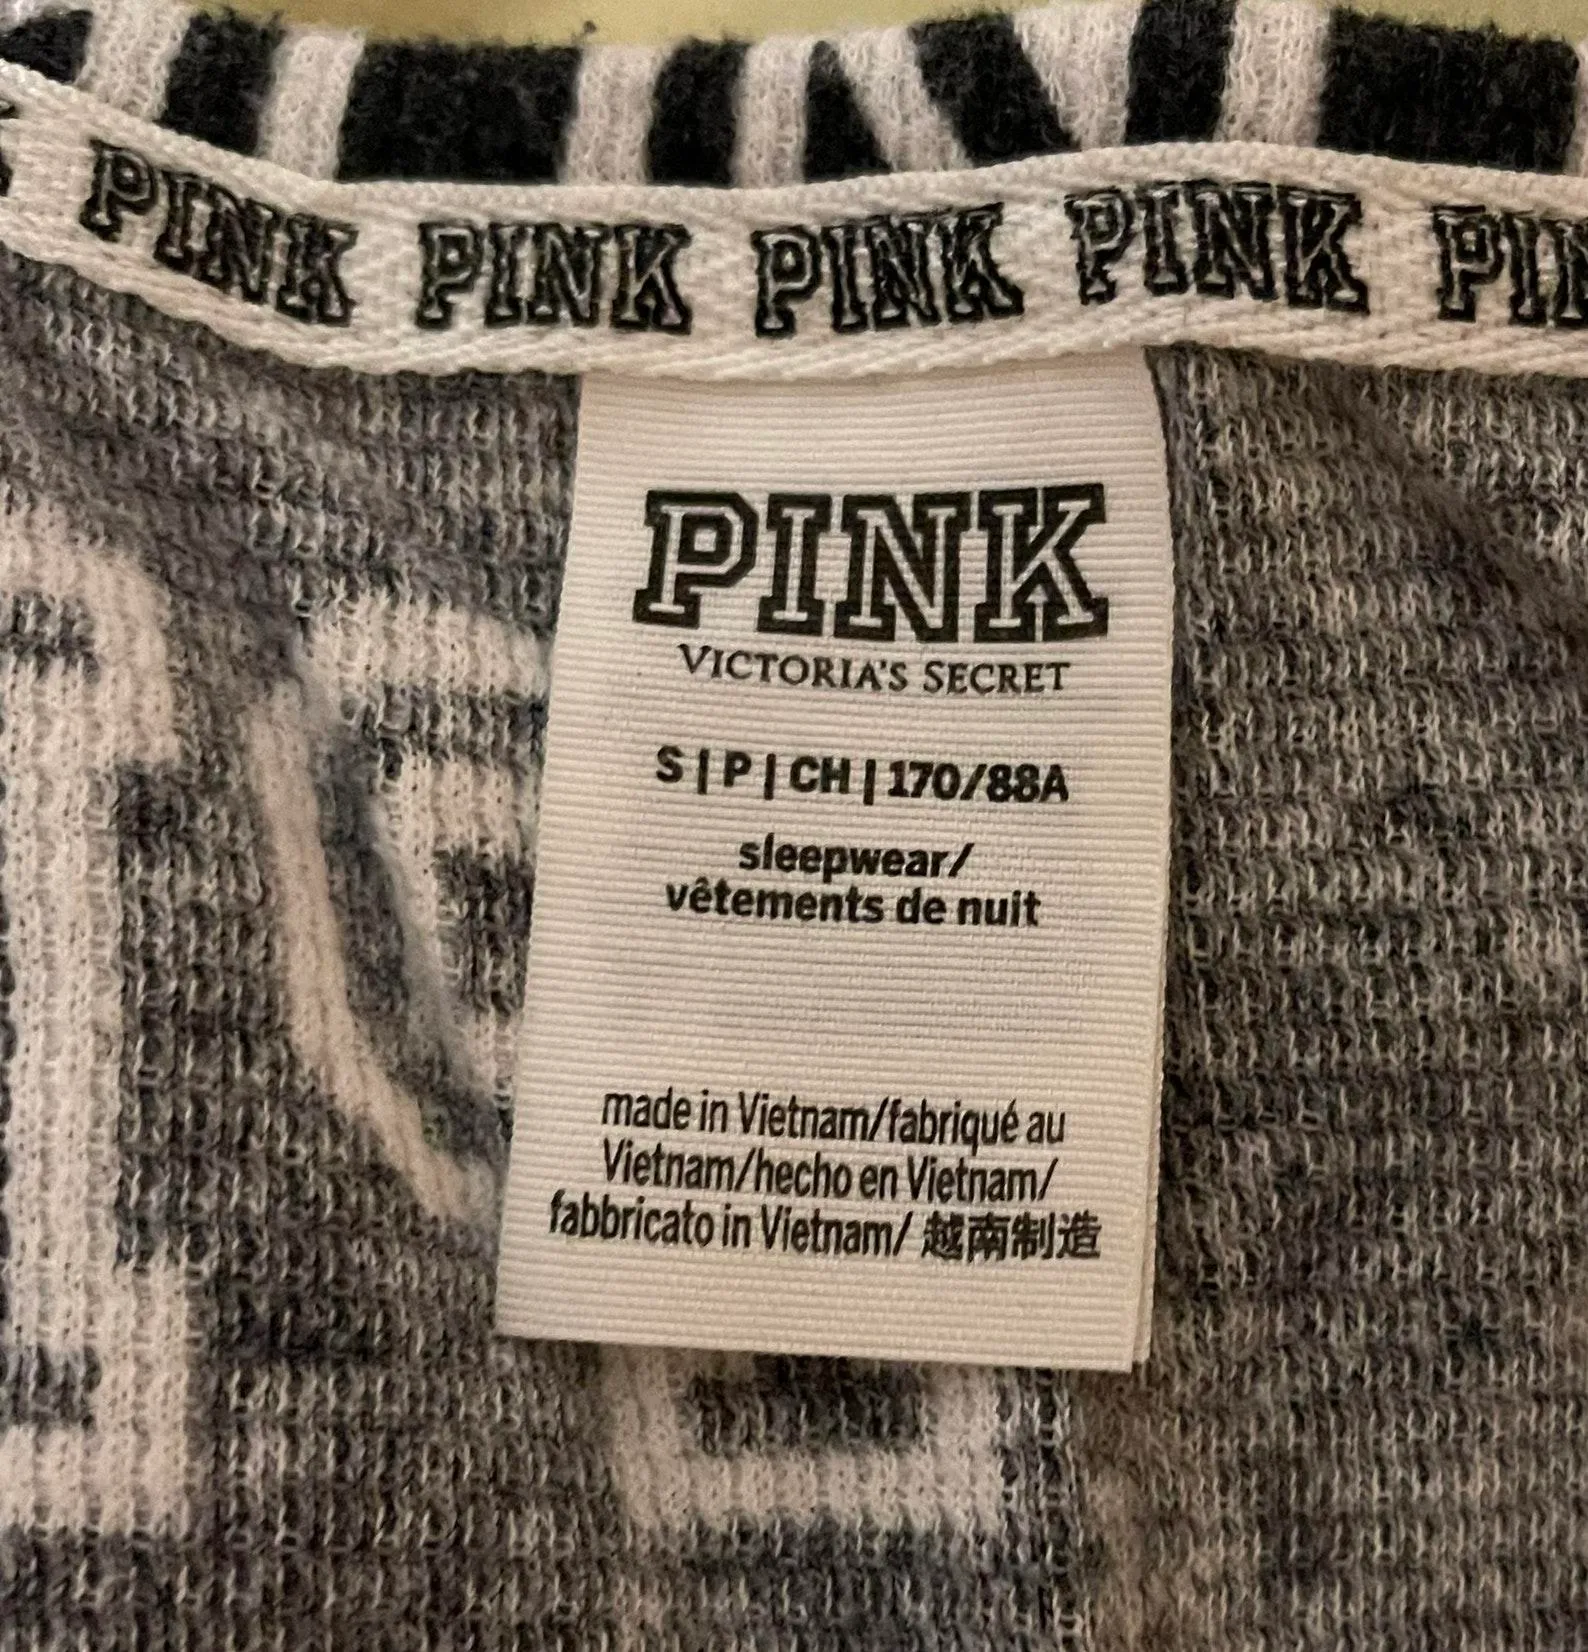 PINK PINK PINK PINK PIN
PINK
VICTORIA'S SECRET
S | P | CH | 170/88A
sleepwear/
vêtements de nuit
made in Vietnam/fabriqué au
Vietnam/hecho en Vietnam/
fabbricato in Vietnam/ 越南制造